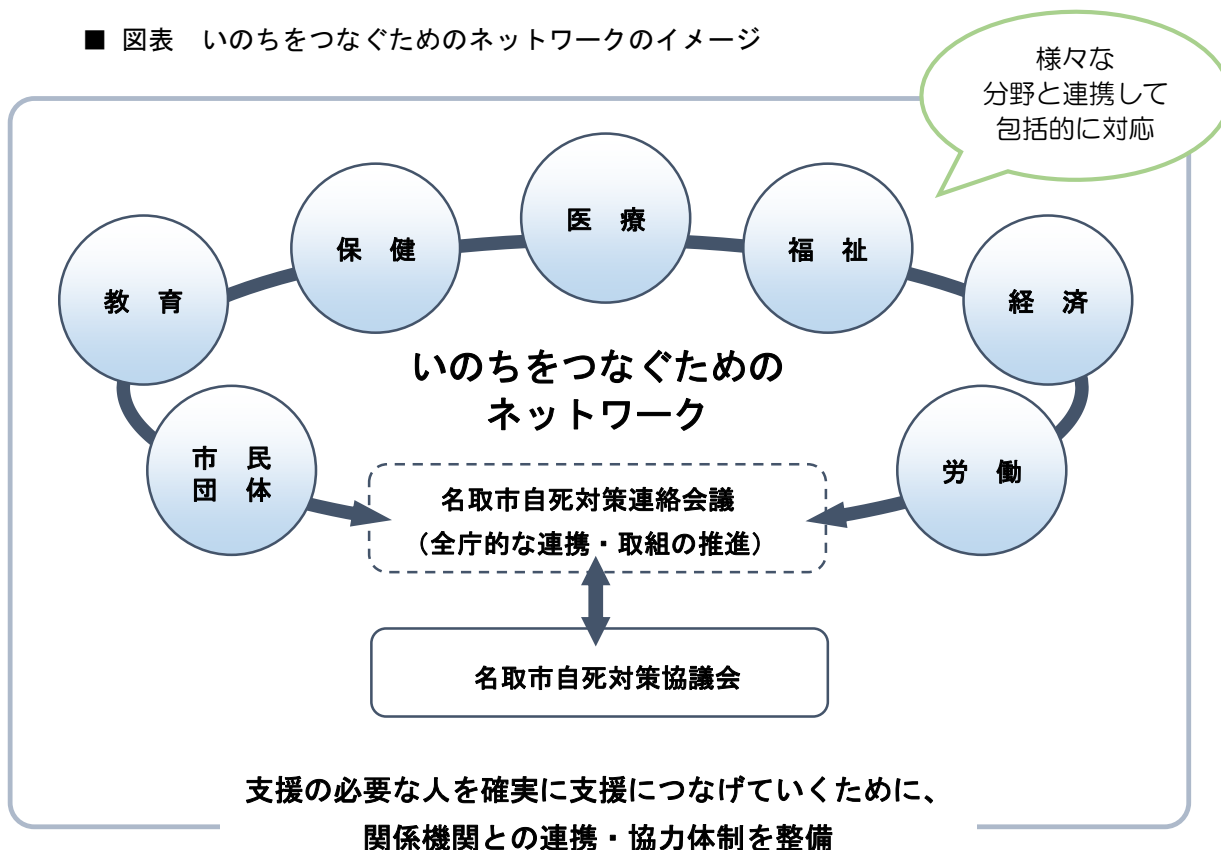 ■ 図表　いのちをつなぐためのネットワークのイメージ
様々な
分野と連携して
包括的に対応
医　療
保　健
福　祉
教　育
経　済
いのちをつなぐための
ネットワーク
市　民
団　体
労　働
名取市自死対策連絡会議
（全庁的な連携・取組の推進）
名取市自死対策協議会
支援の必要な人を確実に支援につなげていくために、
関係機関との連携・協力体制を整備